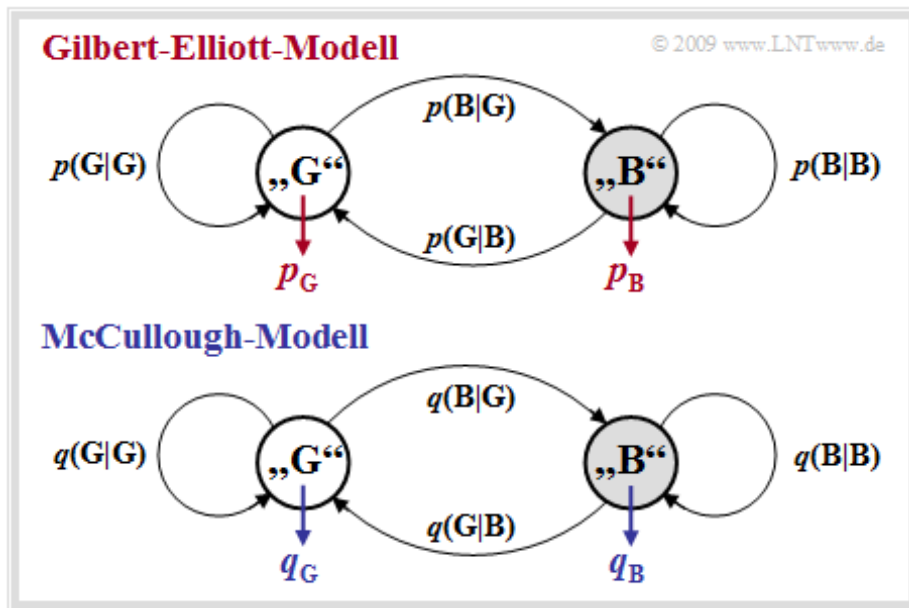 Gilbert-Elliott-Modell © 2009 www.LNTwww.de
p(B|G)
p(G|G) „G“ „B“ p(B|B)
p(G|B)
pG pB
McCullough-Modell
q(B|G)
q(G|G) „G“ „B“ q(B|B)
q(G|B)
qG qB